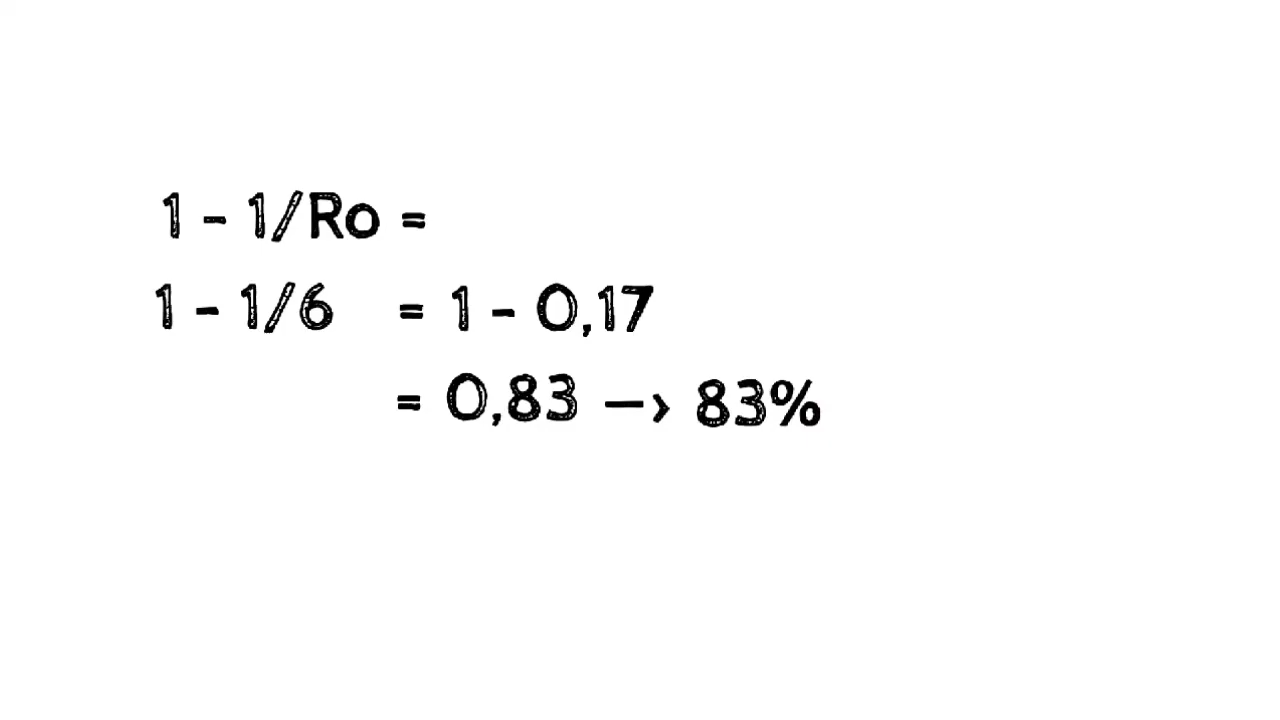 1 - 1/Ro =
1 - 1/6 = 1 - 0,17
= 0,83 —> 83%